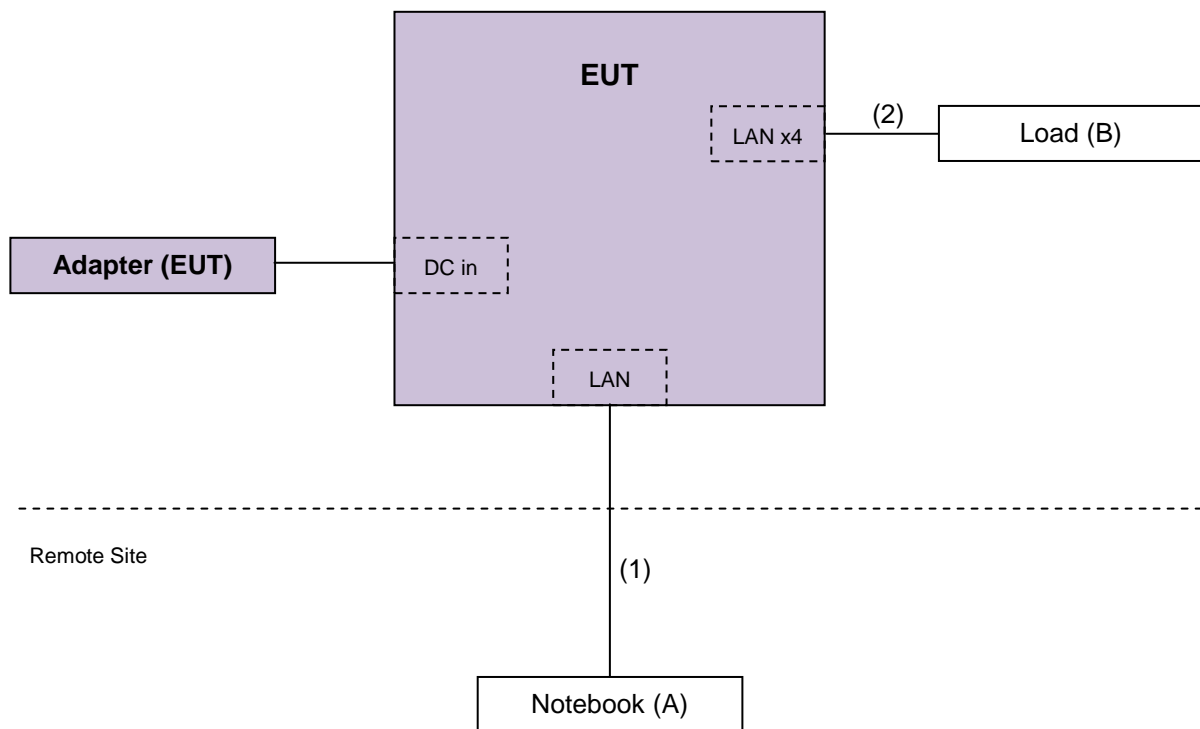 EUT
LAN x4
(2)
Load (B)
Adapter (EUT)
DC in
LAN
Remote Site
(1)
Notebook (A)